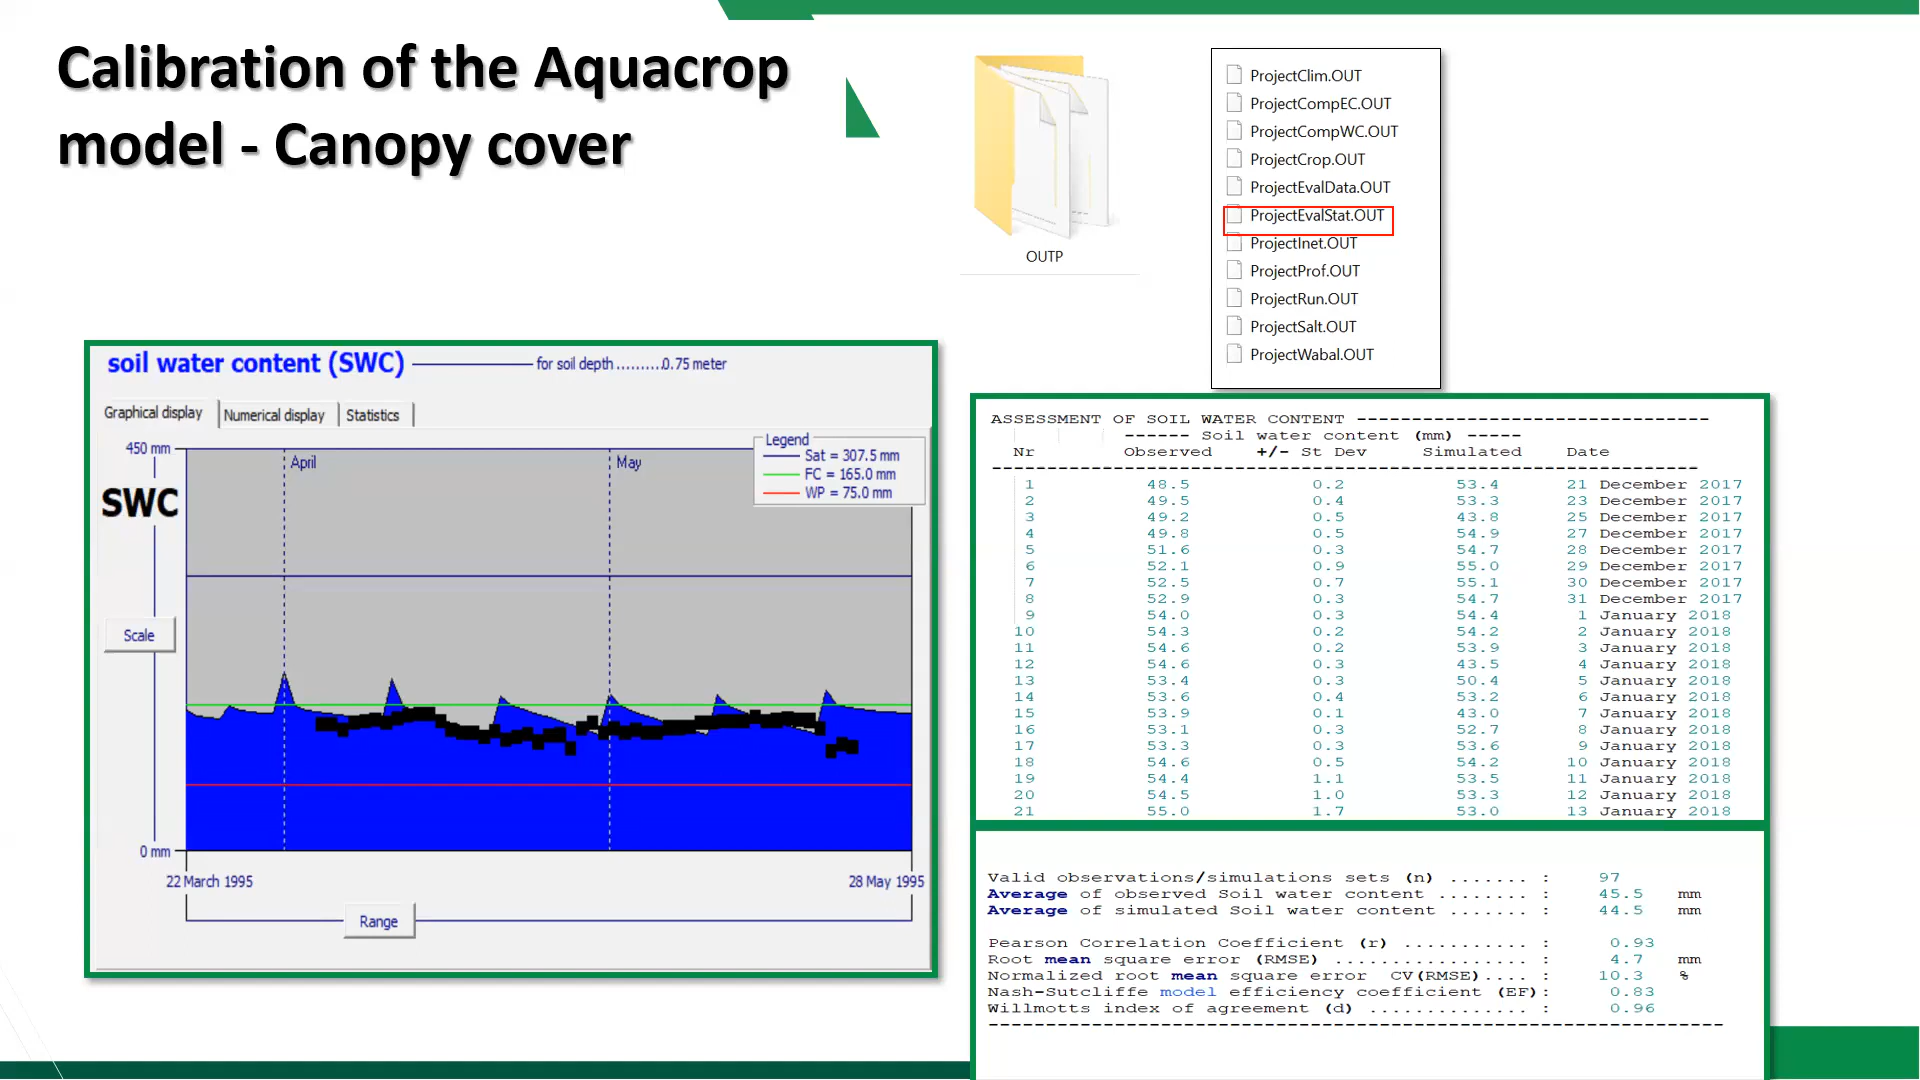 Calibration of the Aquacrop
model - Canopy cover
OUTP
ProjectClim.OUT
ProjectCompEC.OUT
ProjectCompWC.OUT
ProjectCrop.OUT
ProjectEvalData.OUT
ProjectEvalStat.OUT
ProjectInet.OUT
ProjectProf.OUT
ProjectRun.OUT
ProjectSalt.OUT
ProjectWabal.OUT
soil water content (SWC) for soil depth..........0.75 meter
Graphical display Numerical display Statistics
450 mm
April
May
Legend
Sat = 307.5 mm
FC = 165.0 mm
WP = 75.0 mm
SWC
Scale
0 mm
22 March 1995
28 May 1995
Range
ASSESSMENT OF SOIL WATER CONTENT --------------------------------
------ Soil water content (mm) -----
Nr Observed +/- St Dev Simulated Date
----------------------------------------------------------------
1 48.5 0.2 53.4 21 December 2017
2 49.5 0.4 53.3 23 December 2017
3 49.2 0.5 43.8 25 December 2017
4 49.8 0.5 54.9 27 December 2017
5 51.6 0.3 54.7 28 December 2017
6 52.1 0.9 55.0 29 December 2017
7 52.5 0.7 55.1 30 December 2017
8 52.9 0.3 54.7 31 December 2017
9 54.0 0.3 54.4 1 January 2018
10 54.3 0.2 54.2 2 January 2018
11 54.6 0.2 53.9 3 January 2018
12 54.6 0.3 43.5 4 January 2018
13 53.4 0.3 50.4 5 January 2018
14 53.6 0.4 53.2 6 January 2018
15 53.9 0.1 43.0 7 January 2018
16 53.1 0.3 52.7 8 January 2018
17 53.3 0.3 53.6 9 January 2018
18 54.6 0.5 54.2 10 January 2018
19 54.4 1.1 53.5 11 January 2018
20 54.5 1.0 53.3 12 January 2018
21 55.0 1.7 53.0 13 January 2018
Valid observations/simulations sets (n) ....... : 97
Average of observed Soil water content ........ : 45.5 mm
Average of simulated Soil water content ....... : 44.5 mm
Pearson Correlation Coefficient (r) ........... : 0.93
Root mean square error (RMSE) ................. : 4.7 mm
Normalized root mean square error CV(RMSE).... : 10.3 %
Nash-Sutcliffe model efficiency coefficient (EF): 0.83
Willmotts index of agreement (d) .............. : 0.96
-------------------------------------------------------------------